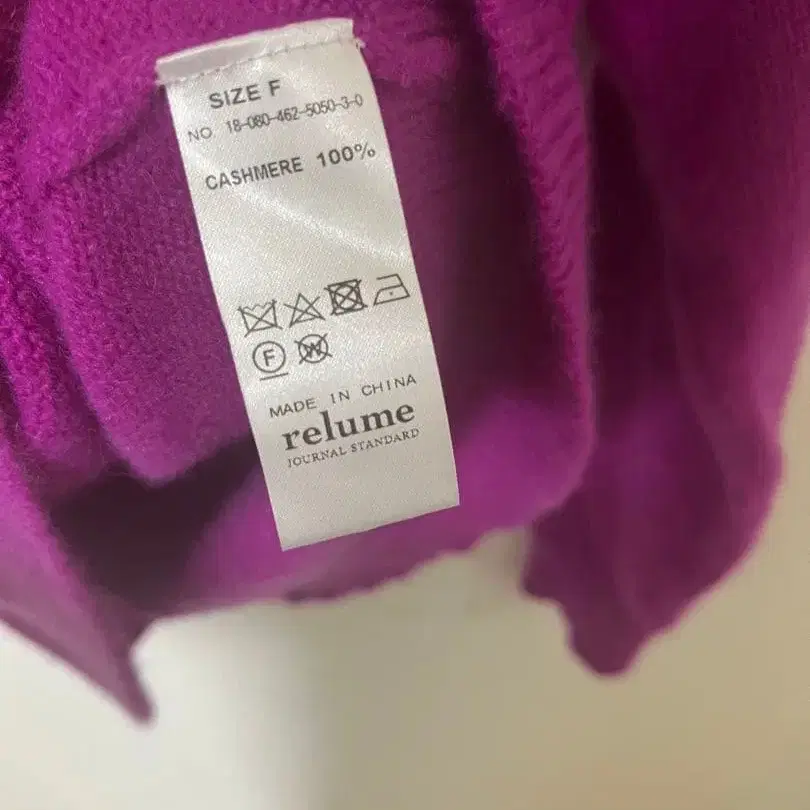 SIZE F
NO 18-080-462-5050-3-0
CASHMERE 100%
F W
MADE IN CHINA
relume
JOURNAL STANDARD